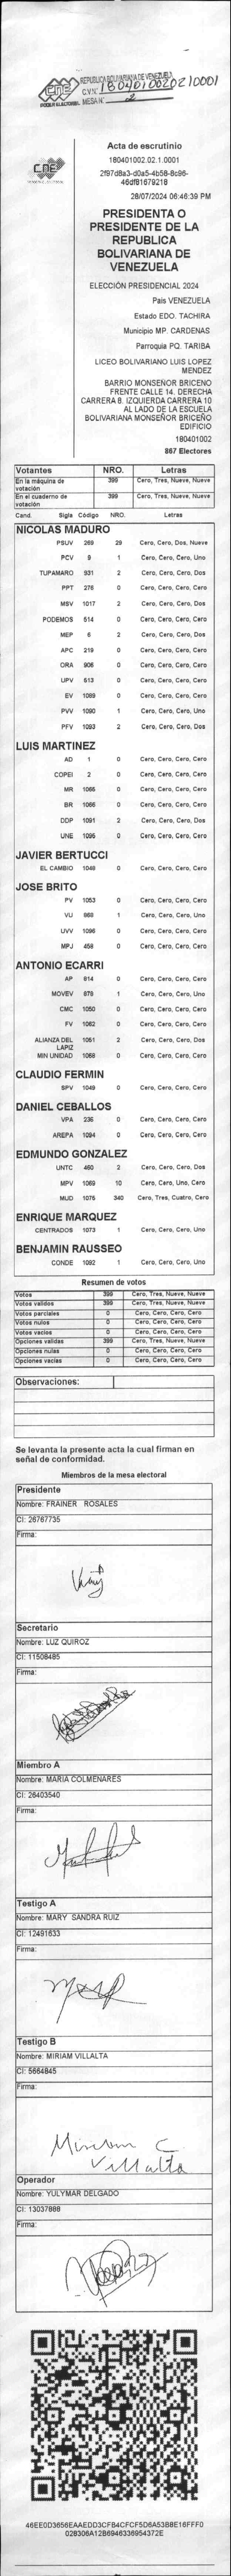 REPUBLICA BOLIVARIANA DE VENEZUELA
C.V.Nº 180401002021 0001
CNE
PODER ELECTORAL MESA Nº: 2
CNE
Acta de escrutinio
180401002.02.1.0001
28/07/2024 06:46:39 PM
PRESIDENTA O
PRESIDENTE DE LA
REPUBLICA
BOLIVARIANA DE
VENEZUELA
ELECCIÓN PRESIDENCIAL 2024
Pais VENEZUELA
Estado EDO. TACHIRA
Municipio MP. CARDENAS
Parroquia PQ. TARIBA
LICEO BOLIVARIANO LUIS LOPEZ
MENDEZ
BARRIO MONSEÑOR BRICENO
FRENTE CALLE 14. DERECHA
CARRERA 8. IZQUIERDA CARRERA 10
AL LADO DE LA ESCUELA
BOLIVARIANA MONSEÑOR BRICEÑO
EDIFICIO
180401002
867 Electores
Votantes NRO. Letras
En la máquina de votación 399 Cero, Tres, Nueve, Nueve
En el cuaderno de votación 399 Cero, Tres, Nueve, Nueve
Cand. Sigla Código NRO. Letras
NICOLAS MADURO
PSUV 269 29 Cero, Cero, Dos, Nueve
PCV 9 1 Cero, Cero, Cero, Uno
TUPAMARO 931 2 Cero, Cero, Cero, Dos
PPT 276 0 Cero, Cero, Cero, Cero
MSV 1017 2 Cero, Cero, Cero, Dos
PODEMOS 514 0 Cero, Cero, Cero, Cero
MEP 6 2 Cero, Cero, Cero, Dos
APC 219 0 Cero, Cero, Cero, Cero
ORA 906 0 Cero, Cero, Cero, Cero
UPV 513 0 Cero, Cero, Cero, Cero
EV 1089 0 Cero, Cero, Cero, Cero
PVV 1090 1 Cero, Cero, Cero, Uno
PFV 1093 2 Cero, Cero, Cero, Dos
LUIS MARTINEZ
AD 1 0 Cero, Cero, Cero, Cero
COPEI 2 0 Cero, Cero, Cero, Cero
MR 1065 0 Cero, Cero, Cero, Cero
BR 1066 0 Cero, Cero, Cero, Cero
DDP 1091 2 Cero, Cero, Cero, Dos
UNE 1095 0 Cero, Cero, Cero, Cero
JAVIER BERTUCCI
EL CAMBIO 1048 0 Cero, Cero, Cero, Cero
JOSE BRITO
PV 1053 0 Cero, Cero, Cero, Cero
VU 869 1 Cero, Cero, Cero, Uno
UVV 1096 0 Cero, Cero, Cero, Cero
MPJ 458 0 Cero, Cero, Cero, Cero
ANTONIO ECARRI
AP 814 0 Cero, Cero, Cero, Cero
MOVEV 879 1 Cero, Cero, Cero, Uno
CMC 1050 0 Cero, Cero, Cero, Cero
FV 1062 0 Cero, Cero, Cero, Cero
ALIANZA DEL LAPIZ 1051 2 Cero, Cero, Cero, Dos
MIN UNIDAD 1068 0 Cero, Cero, Cero, Cero
CLAUDIO FERMIN
SPV 1049 0 Cero, Cero, Cero, Cero
DANIEL CEBALLOS
VPA 236 0 Cero, Cero, Cero, Cero
AREPA 1094 0 Cero, Cero, Cero, Cero
EDMUNDO GONZALEZ
UNTC 460 2 Cero, Cero, Cero, Dos
MPV 1069 10 Cero, Cero, Uno, Cero
MUD 1075 340 Cero, Tres, Cuatro, Cero
ENRIQUE MARQUEZ
CENTRADOS 1073 1 Cero, Cero, Cero, Uno
BENJAMIN RAUSSEO
CONDE 1092 1 Cero, Cero, Cero, Uno
Resumen de votos
Votos 399 Cero, Tres, Nueve, Nueve
Votos validos 399 Cero, Tres, Nueve, Nueve
Votos parciales 0 Cero, Cero, Cero, Cero
Votos nulos 0 Cero, Cero, Cero, Cero
Votos vacios 0 Cero, Cero, Cero, Cero
Opciones validas 399 Cero, Tres, Nueve, Nueve
Opciones nulas 0 Cero, Cero, Cero, Cero
Opciones vacias 0 Cero, Cero, Cero, Cero
Observaciones:
Se levanta la presente acta la cual firman en
señal de conformidad.
Miembros de la mesa electoral
Presidente
Nombre: FRAINER ROSALES
CI: 26767735
Firma:
Secretario
Nombre: LUZ QUIROZ
CI: 11508485
Firma:
Miembro A
Nombre: MARIA COLMENARES
CI: 26403540
Firma:
Testigo A
Nombre: MARY SANDRA RUIZ
CI: 12491633
Firma:
Testigo B
Nombre: MIRIAM VILLALTA
CI: 5664845
Firma:
Miriam C
Villalta
Operador
Nombre: YULYMAR DELGADO
CI: 13037888
Firma: